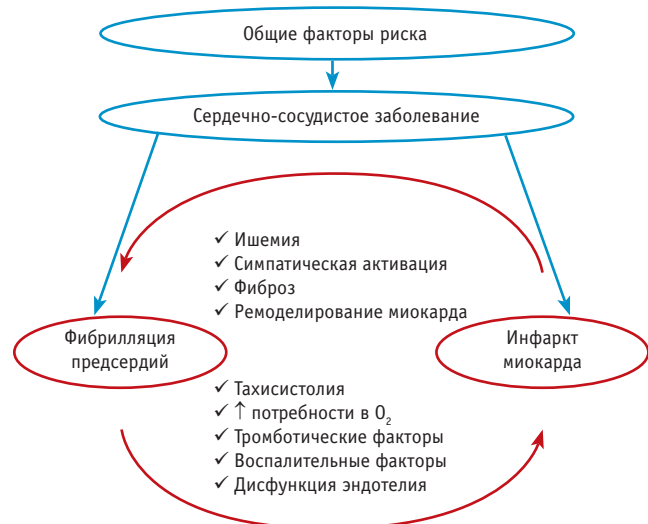 Общие факторы риска
Сердечно-сосудистое заболевание
✓ Ишемия
✓ Симпатическая активация
✓ Фиброз
✓ Ремоделирование миокарда
Фибрилляция
предсердий
Инфаркт
миокарда
✓ Тахисистолия
✓ ↑ потребности в O₂
✓ Тромботические факторы
✓ Воспалительные факторы
✓ Дисфункция эндотелия